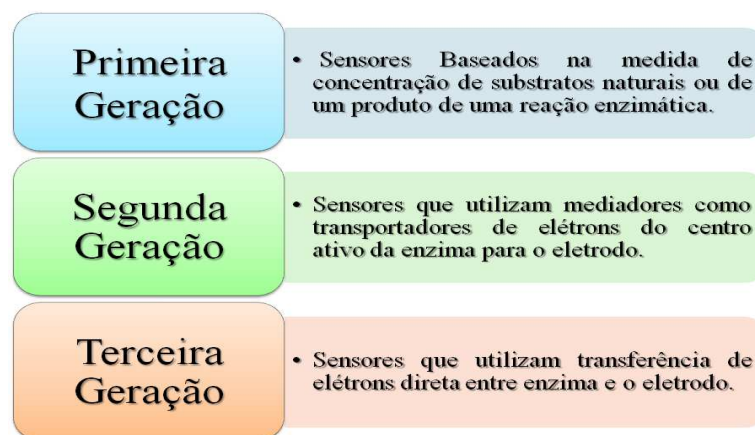 Primeira
Geração
• Sensores Baseados na medida de
concentração de substratos naturais ou de
um produto de uma reação enzimática.
Segunda
Geração
• Sensores que utilizam mediadores como
transportadores de elétrons do centro
ativo da enzima para o eletrodo.
Terceira
Geração
• Sensores que utilizam transferência de
elétrons direta entre enzima e o eletrodo.